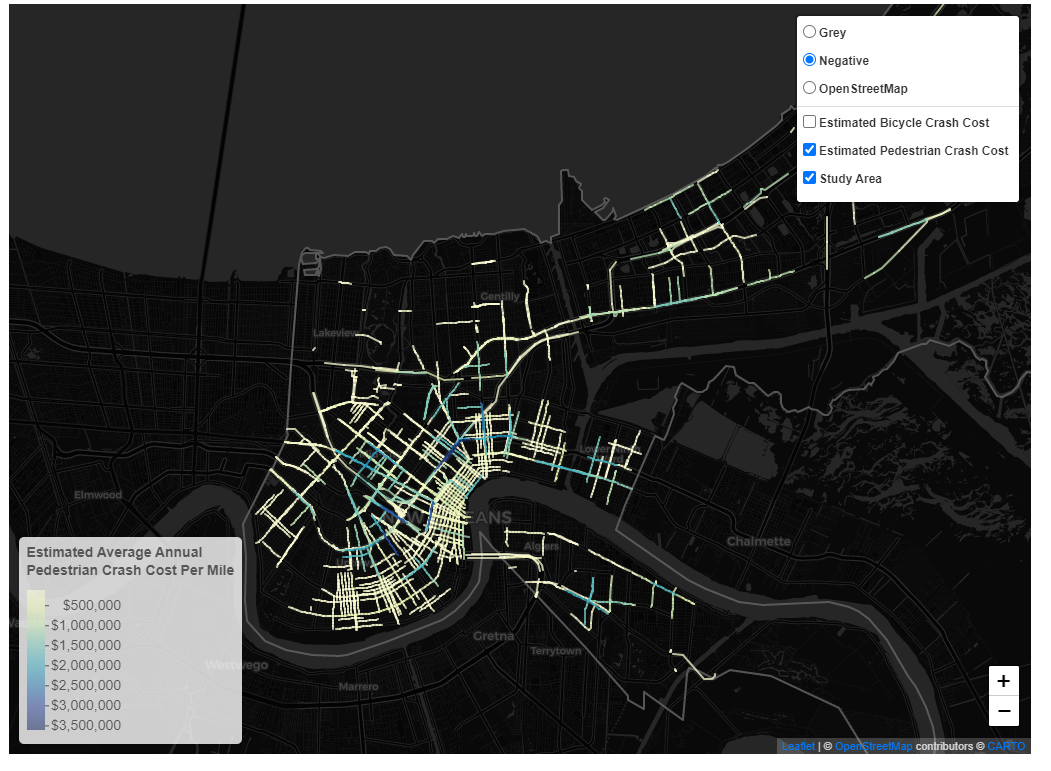 Grey
Negative
OpenStreetMap
Estimated Bicycle Crash Cost
Estimated Pedestrian Crash Cost
Study Area
Gentilly
Lakeview
Elmwood
Chalmette
Algiers
Gretna
Terrytown
Westwego
Marrero
Estimated Average Annual
Pedestrian Crash Cost Per Mile
$500,000
$1,000,000
$1,500,000
$2,000,000
$2,500,000
$3,000,000
$3,500,000
+
−
Leaflet | © OpenStreetMap contributors © CARTO